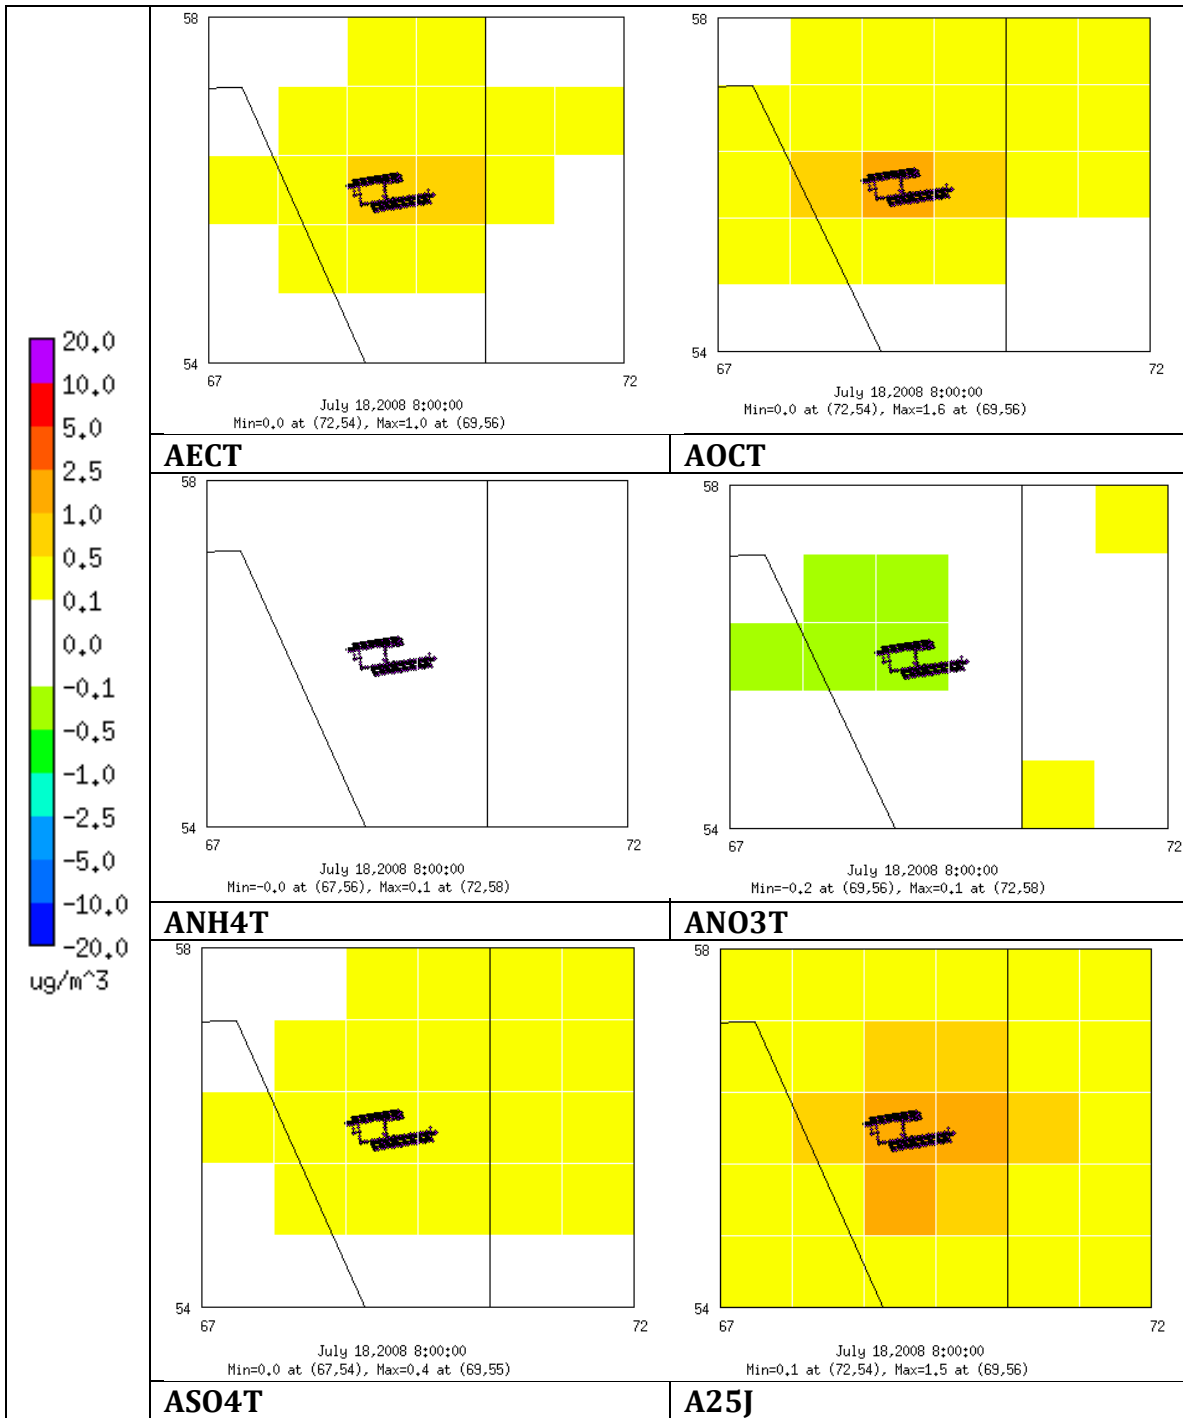 20.0
10.0
5.0
2.5
1.0
0.5
0.1
0.0
-0.1
-0.5
-1.0
-2.5
-5.0
-10.0
-20.0
ug/m^3
58
54
67
72
July 18,2008 8:00:00
Min=0.0 at (72,54), Max=1.0 at (69,56)
AECT
58
54
67
72
July 18,2008 8:00:00
Min=0.0 at (72,54), Max=1.6 at (69,56)
AOCT
58
54
67
72
July 18,2008 8:00:00
Min=-0.0 at (67,56), Max=0.1 at (72,58)
ANH4T
58
54
67
72
July 18,2008 8:00:00
Min=-0.2 at (69,56), Max=0.1 at (72,58)
ANO3T
58
54
67
72
July 18,2008 8:00:00
Min=0.0 at (67,54), Max=0.4 at (69,55)
ASO4T
58
54
67
72
July 18,2008 8:00:00
Min=0.1 at (72,54), Max=1.5 at (69,56)
A25J